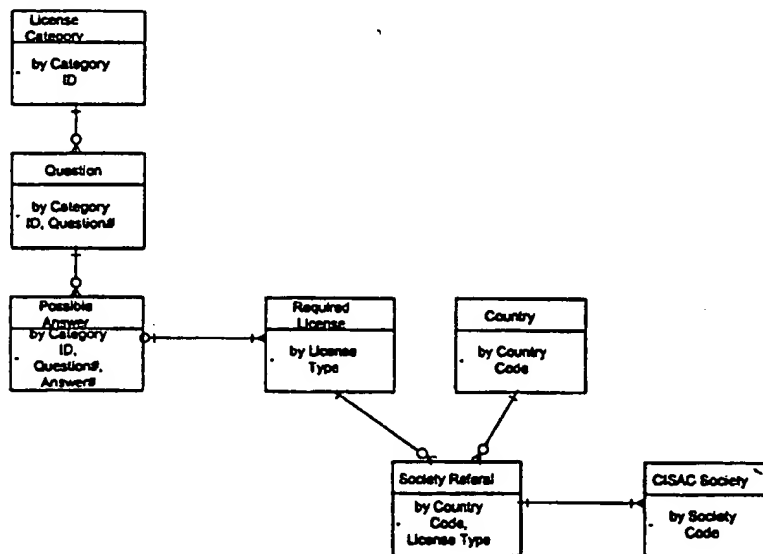 License
Category
by Category
ID
Question
by Category
ID, Question#
Possible
Answer
by Category
ID,
Question#,
Answer#
Required
License
by License
Type
Country
by Country
Code
Society Referal
by Country
Code,
License Type
CISAC Society
by Society
Code